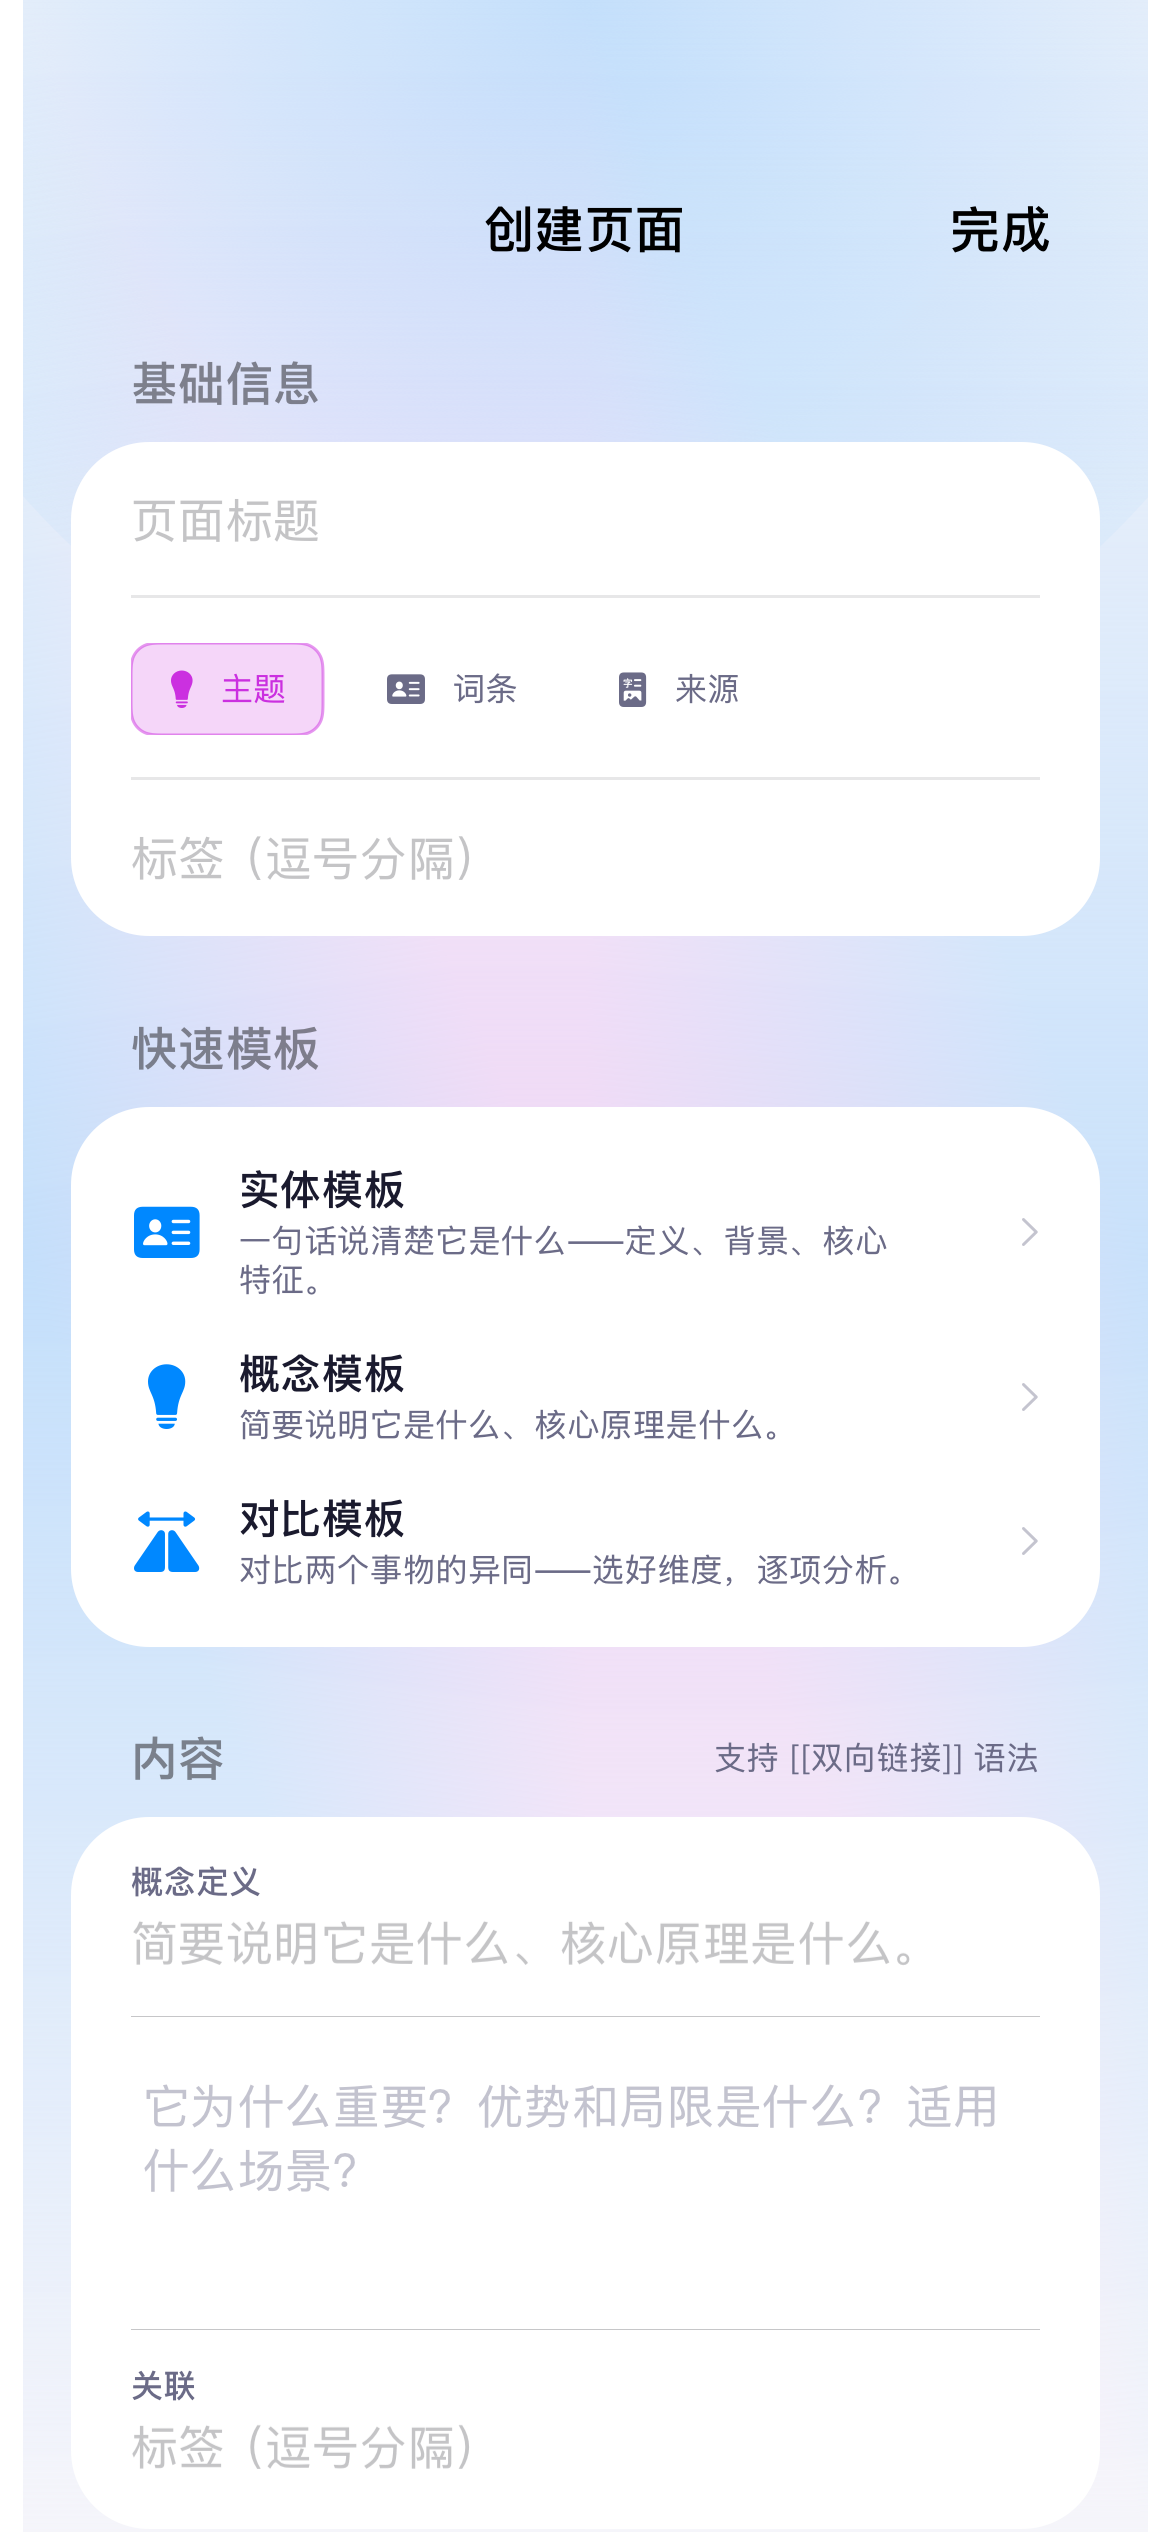 创建页面
完成
基础信息
页面标题
主题
词条
来源
标签（逗号分隔）
快速模板
实体模板
一句话说清楚它是什么——定义、背景、核心
特征。
概念模板
简要说明它是什么、核心原理是什么。
对比模板
对比两个事物的异同——选好维度，逐项分析。
内容
支持 [[双向链接]] 语法
概念定义
简要说明它是什么、核心原理是什么。
它为什么重要？优势和局限是什么？适用
什么场景？
关联
标签（逗号分隔）